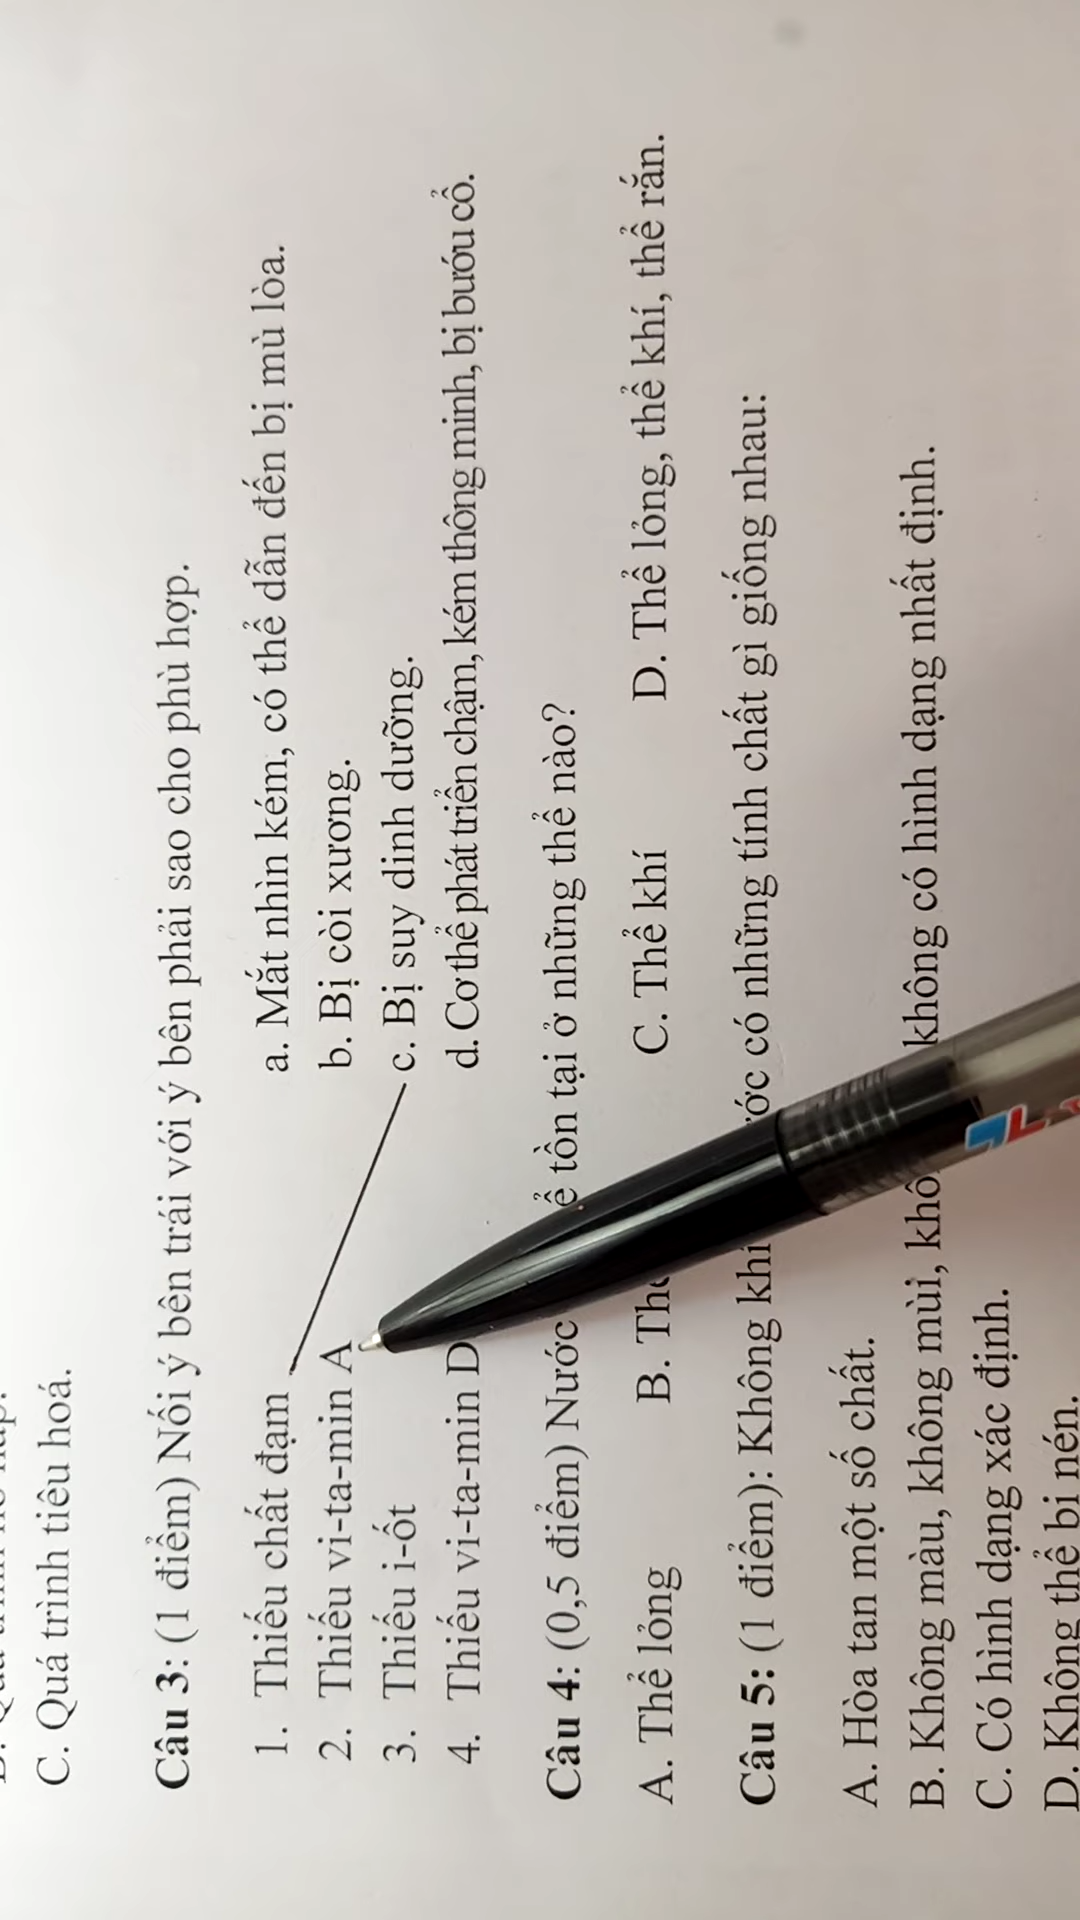 C. Quá trình tiêu hoá.
Câu 3: (1 điểm) Nối ý bên trái với ý bên phải sao cho phù hợp.
1. Thiếu chất đạm a. Mắt nhìn kém, có thể dẫn đến bị mù lòa.
2. Thiếu vi-ta-min A b. Bị còi xương.
3. Thiếu i-ốt c. Bị suy dinh dưỡng.
4. Thiếu vi-ta-min D d. Cơ thể phát triển chậm, kém thông minh, bị bướu cổ.
Câu 4: (0,5 điểm) Nước tồn tại ở những thể nào?
A. Thể lỏng B. C. Thể khí D. Thể lỏng, thể khí, thể rắn.
Câu 5: (1 điểm): Không khí có những tính chất gì giống nhau:
A. Hòa tan một số chất.
B. Không màu, không mùi, không có hình dạng nhất định.
C. Có hình dạng xác định.
D. Không thể bị nén.